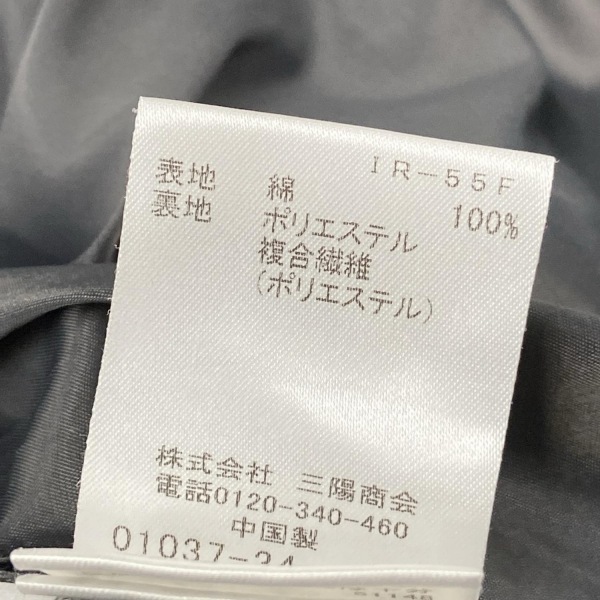 IR-55F
表地 綿 100%
裏地 ポリエステル
複合繊維
(ポリエステル)
株式会社 三陽商会
電話0120-340-460
中国製
01037-24